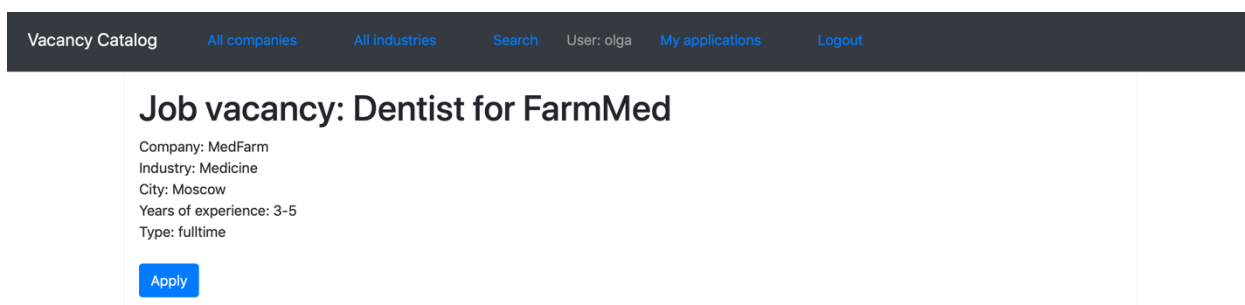 Vacancy Catalog All companies All industries Search User: olga My applications Logout
Job vacancy: Dentist for FarmMed
Company: MedFarm
Industry: Medicine
City: Moscow
Years of experience: 3-5
Type: fulltime
Apply